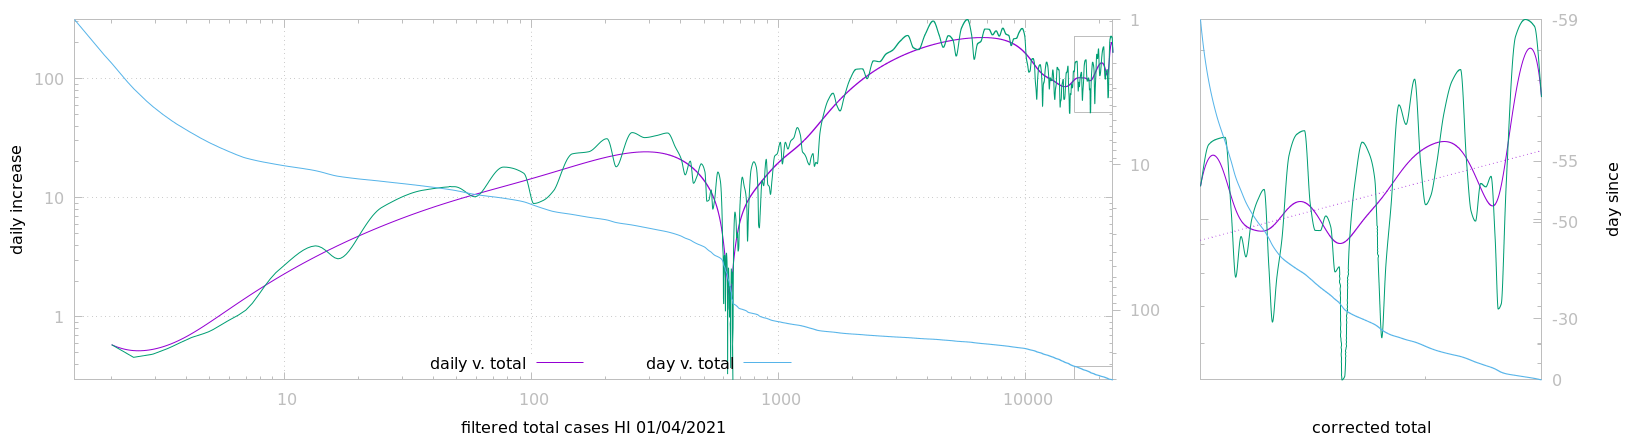 1
-59
100
10
-55
daily increase
day since
10
-50
1
100
-30
daily v. total
day v. total
0
10
100
1000
10000
filtered total cases HI 01/04/2021
corrected total